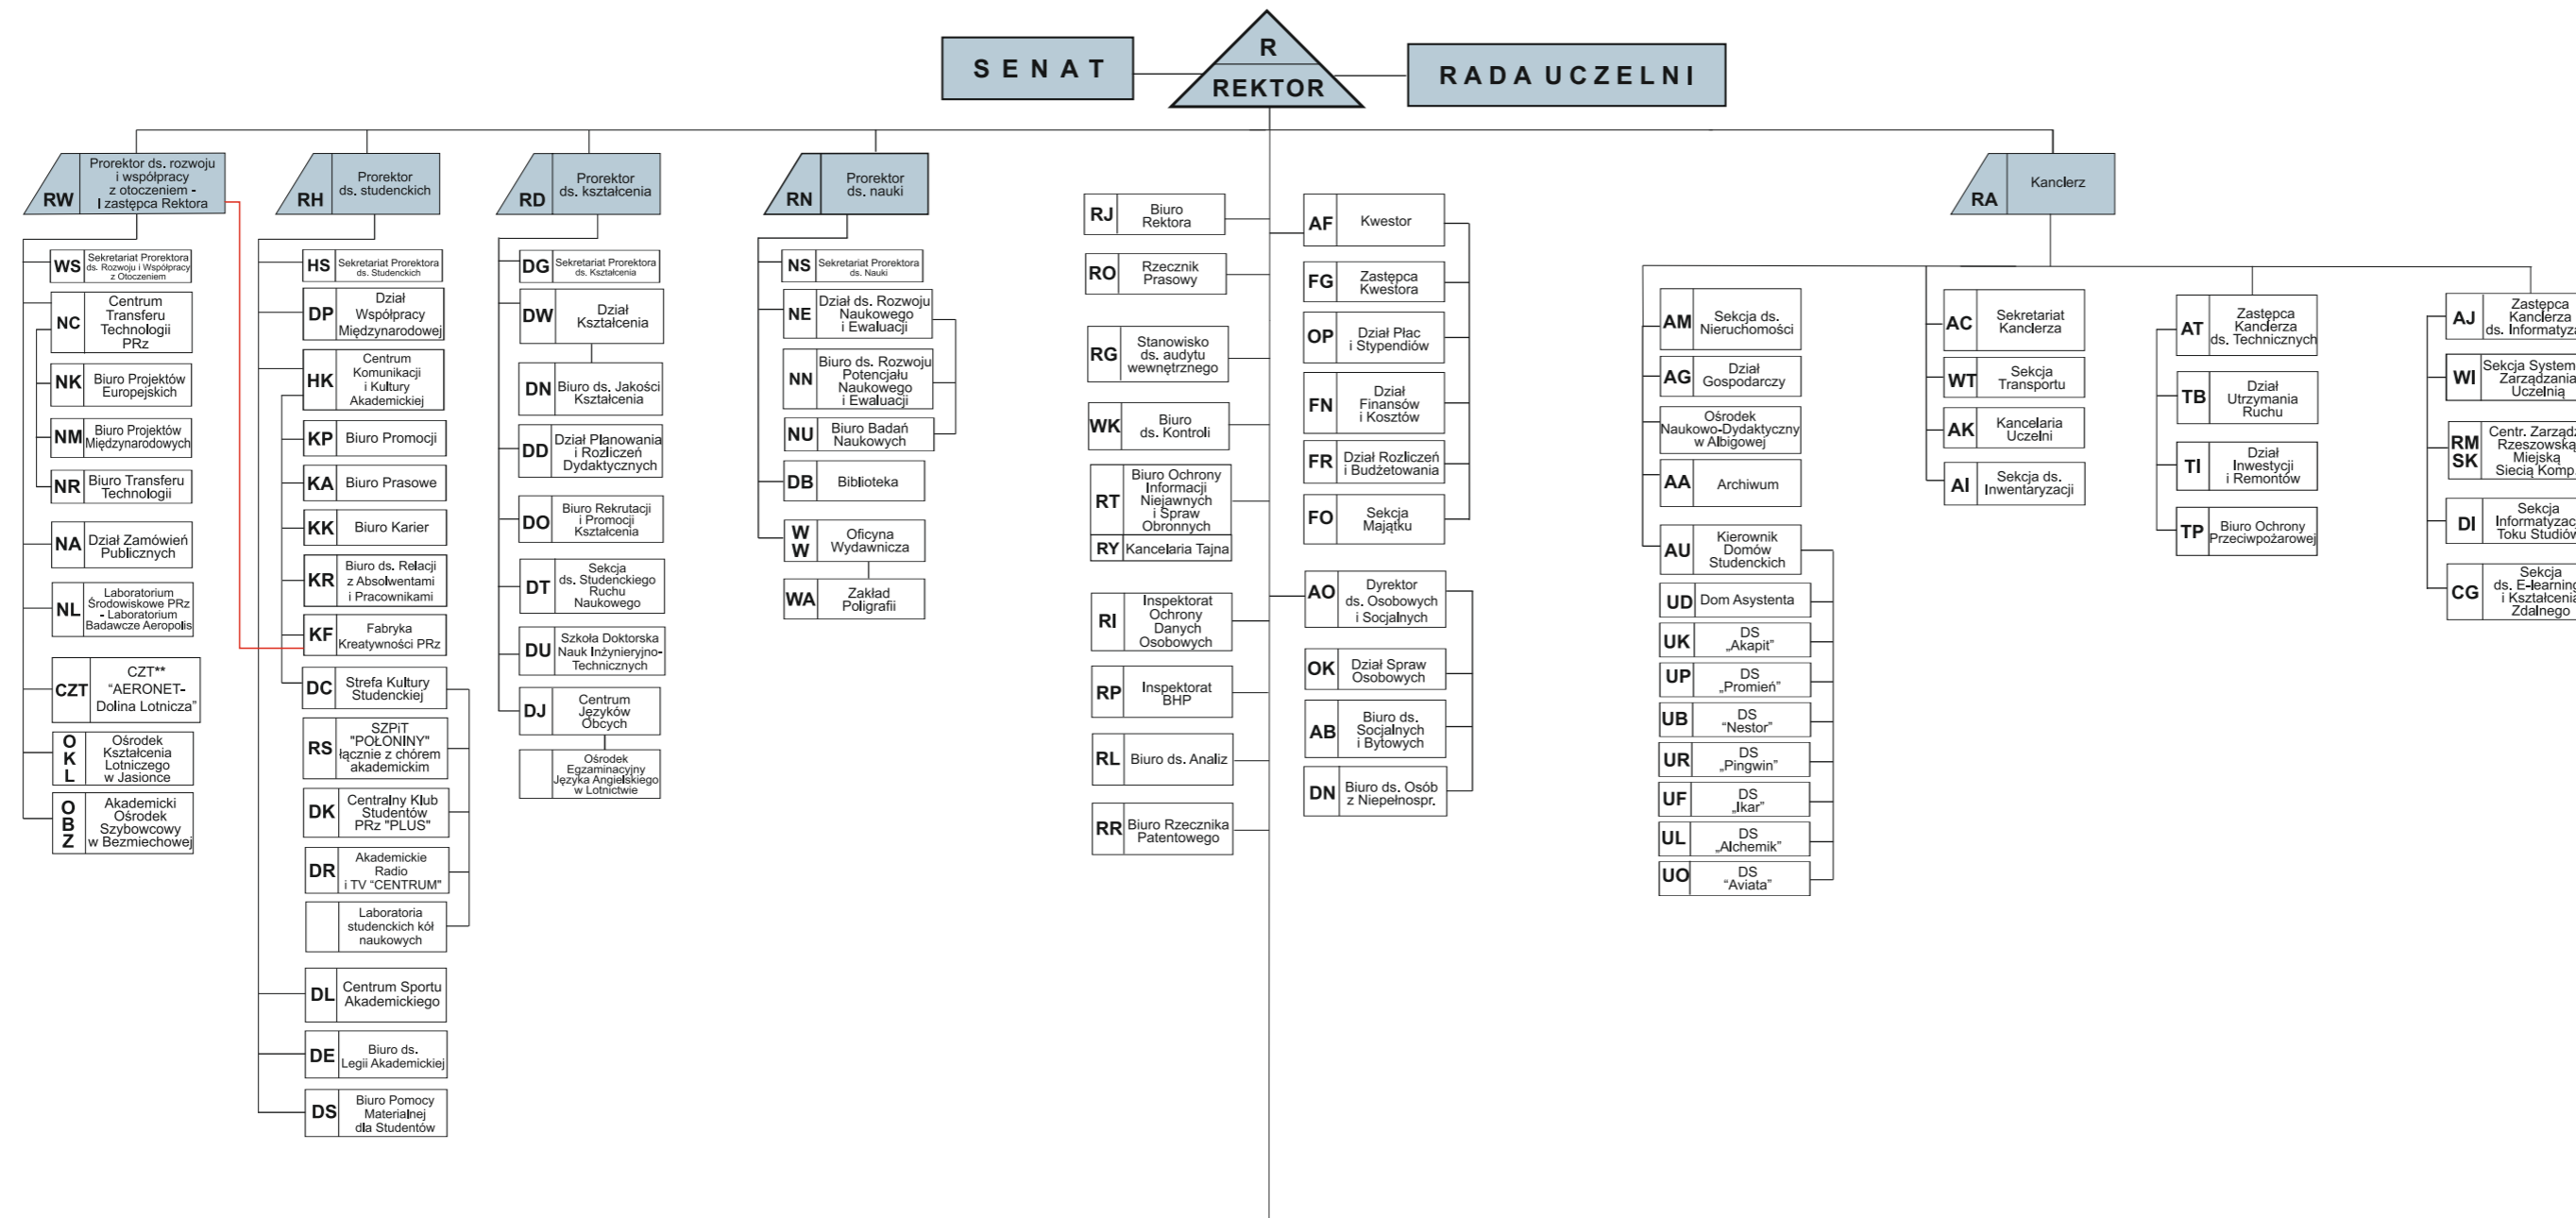 S E N A T
R
REKTOR
RADA UCZELNI
RW
Prorektor ds. rozwoju
i współpracy
z otoczeniem -
I zastępca Rektora
RH
Prorektor
ds. studenckich
RD
Prorektor
ds. kształcenia
RN
Prorektor
ds. nauki
RA
Kanclerz
WS
Sekretariat Prorektora
ds. Rozwoju i Współpracy
z Otoczeniem
NC
Centrum
Transferu
Technologii
PRz
NK
Biuro Projektów
Europejskich
NM
Biuro Projektów
Międzynarodowych
NR
Biuro Transferu
Technologii
NA
Dział Zamówień
Publicznych
NL
Laboratorium
Środowiskowe PRz
- Laboratorium
Badawcze Aeropolis
CZT
CZT**
“AERONET-
Dolina Lotnicza”
O
K
L
Ośrodek
Kształcenia
Lotniczego
w Jasionce
O
B
Z
Akademicki
Ośrodek
Szybowcowy
w Bezmiechowej
HS
Sekretariat Prorektora
ds. Studenckich
DP
Dział
Współpracy
Międzynarodowej
HK
Centrum
Komunikacji
i Kultury
Akademickiej
KP
Biuro Promocji
KA
Biuro Prasowe
KK
Biuro Karier
KR
Biuro ds. Relacji
z Absolwentami
i Pracownikami
KF
Fabryka
Kreatywności PRz
DC
Strefa Kultury
Studenckiej
RS
SZPiT
"POŁONINY"
łącznie z chórem
akademickim
DK
Centralny Klub
Studentów
PRz "PLUS"
DR
Akademickie
Radio
i TV “CENTRUM"
Laboratoria
studenckich kół
naukowych
DL
Centrum Sportu
Akademickiego
DE
Biuro ds.
Legii Akademickiej
DS
Biuro Pomocy
Materialnej
dla Studentów
DG
Sekretariat Prorektora
ds. Kształcenia
DW
Dział
Kształcenia
DN
Biuro ds. Jakości
Kształcenia
DD
Dział Planowania
i Rozliczeń
Dydaktycznych
DO
Biuro Rekrutacji
i Promocji
Kształcenia
DT
Sekcja
ds. Studenckiego
Ruchu
Naukowego
DU
Szkoła Doktorska
Nauk Inżynieryjno-
Technicznych
DJ
Centrum
Języków
Obcych
Ośrodek
Egzaminacyjny
Języka Angielskiego
w Lotnictwie
NS
Sekretariat Prorektora
ds. Nauki
NE
Dział ds. Rozwoju
Naukowego
i Ewaluacji
NN
Biuro ds. Rozwoju
Potencjału
Naukowego
i Ewaluacji
NU
Biuro Badań
Naukowych
DB
Biblioteka
W
W
Oficyna
Wydawnicza
WA
Zakład
Poligrafii
RJ
Biuro
Rektora
RO
Rzecznik
Prasowy
RG
Stanowisko
ds. audytu
wewnętrznego
WK
Biuro
ds. Kontroli
RT
Biuro Ochrony
Informacji
Niejawnych
i Spraw
Obronnych
RY
Kancelaria Tajna
RI
Inspektorat
Ochrony
Danych
Osobowych
RP
Inspektorat
BHP
RL
Biuro ds. Analiz
RR
Biuro Rzecznika
Patentowego
AF
Kwestor
FG
Zastępca
Kwestora
OP
Dział Płac
i Stypendiów
FN
Dział
Finansów
i Kosztów
FR
Dział Rozliczeń
i Budżetowania
FO
Sekcja
Majątku
AO
Dyrektor
ds. Osobowych
i Socjalnych
OK
Dział Spraw
Osobowych
AB
Biuro ds.
Socjalnych
i Bytowych
DN
Biuro ds. Osób
z Niepełnospr.
AM
Sekcja ds.
Nieruchomości
AG
Dział
Gospodarczy
Ośrodek
Naukowo-Dydaktyczny
w Albigowej
AA
Archiwum
AU
Kierownik
Domów
Studenckich
UD
Dom Asystenta
UK
DS
„Akapit”
UP
DS
„Promień”
UB
DS
“Nestor”
UR
DS
„Pingwin”
UF
DS
„Ikar”
UL
DS
„Alchemik”
UO
DS
“Aviata”
AC
Sekretariat
Kanclerza
WT
Sekcja
Transportu
AK
Kancelaria
Uczelni
AI
Sekcja ds.
Inwentaryzacji
AT
Zastępca
Kanclerza
ds. Technicznych
TB
Dział
Utrzymania
Ruchu
TI
Dział
Inwestycji
i Remontów
TP
Biuro Ochrony
Przeciwpożarowej
AJ
Zastępca
Kanclerza
ds.
WI
Sekcja
Zarządzania
Uczelnią
RM
SK
Centr.
Rzeszowską
Miejską
Siecią Komp.
DI
Sekcja
Toku Studiów
CG
Sekcja
ds. E-learningu
i Kształcenia
Zdalnego